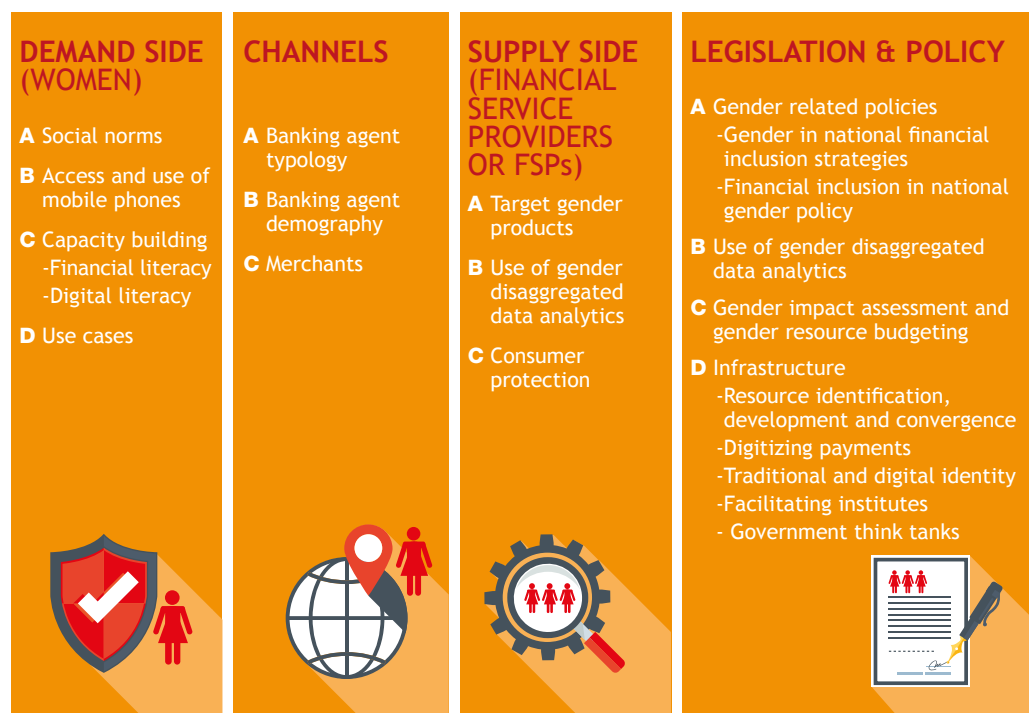 DEMAND SIDE
(WOMEN)
A Social norms
B Access and use of
mobile phones
C Capacity building
-Financial literacy
-Digital literacy
D Use cases
CHANNELS
A Banking agent
typology
B Banking agent
demography
C Merchants
SUPPLY SIDE
(FINANCIAL
SERVICE
PROVIDERS
OR FSPs)
A Target gender
products
B Use of gender
disaggregated
data analytics
C Consumer
protection
LEGISLATION & POLICY
A Gender related policies
-Gender in national financial
inclusion strategies
-Financial inclusion in national
gender policy
B Use of gender disaggregated
data analytics
C Gender impact assessment and
gender resource budgeting
D Infrastructure
-Resource identification,
development and convergence
-Digitizing payments
-Traditional and digital identity
-Facilitating institutes
- Government think tanks